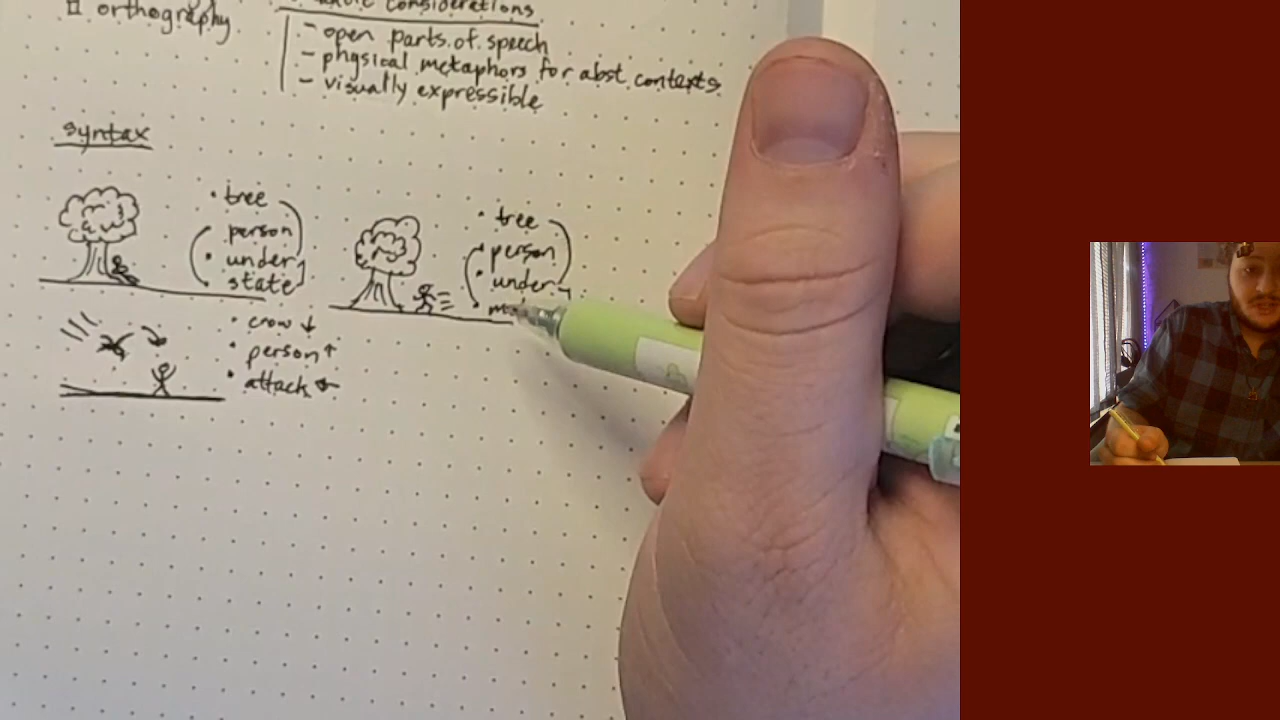 orthography
considerations
- open parts of speech
- physical metaphors for abst contexts
- visually expressible
syntax
• tree
person
• under
state
• tree
• person
• under
• crow ↓
• person ↑
• attack